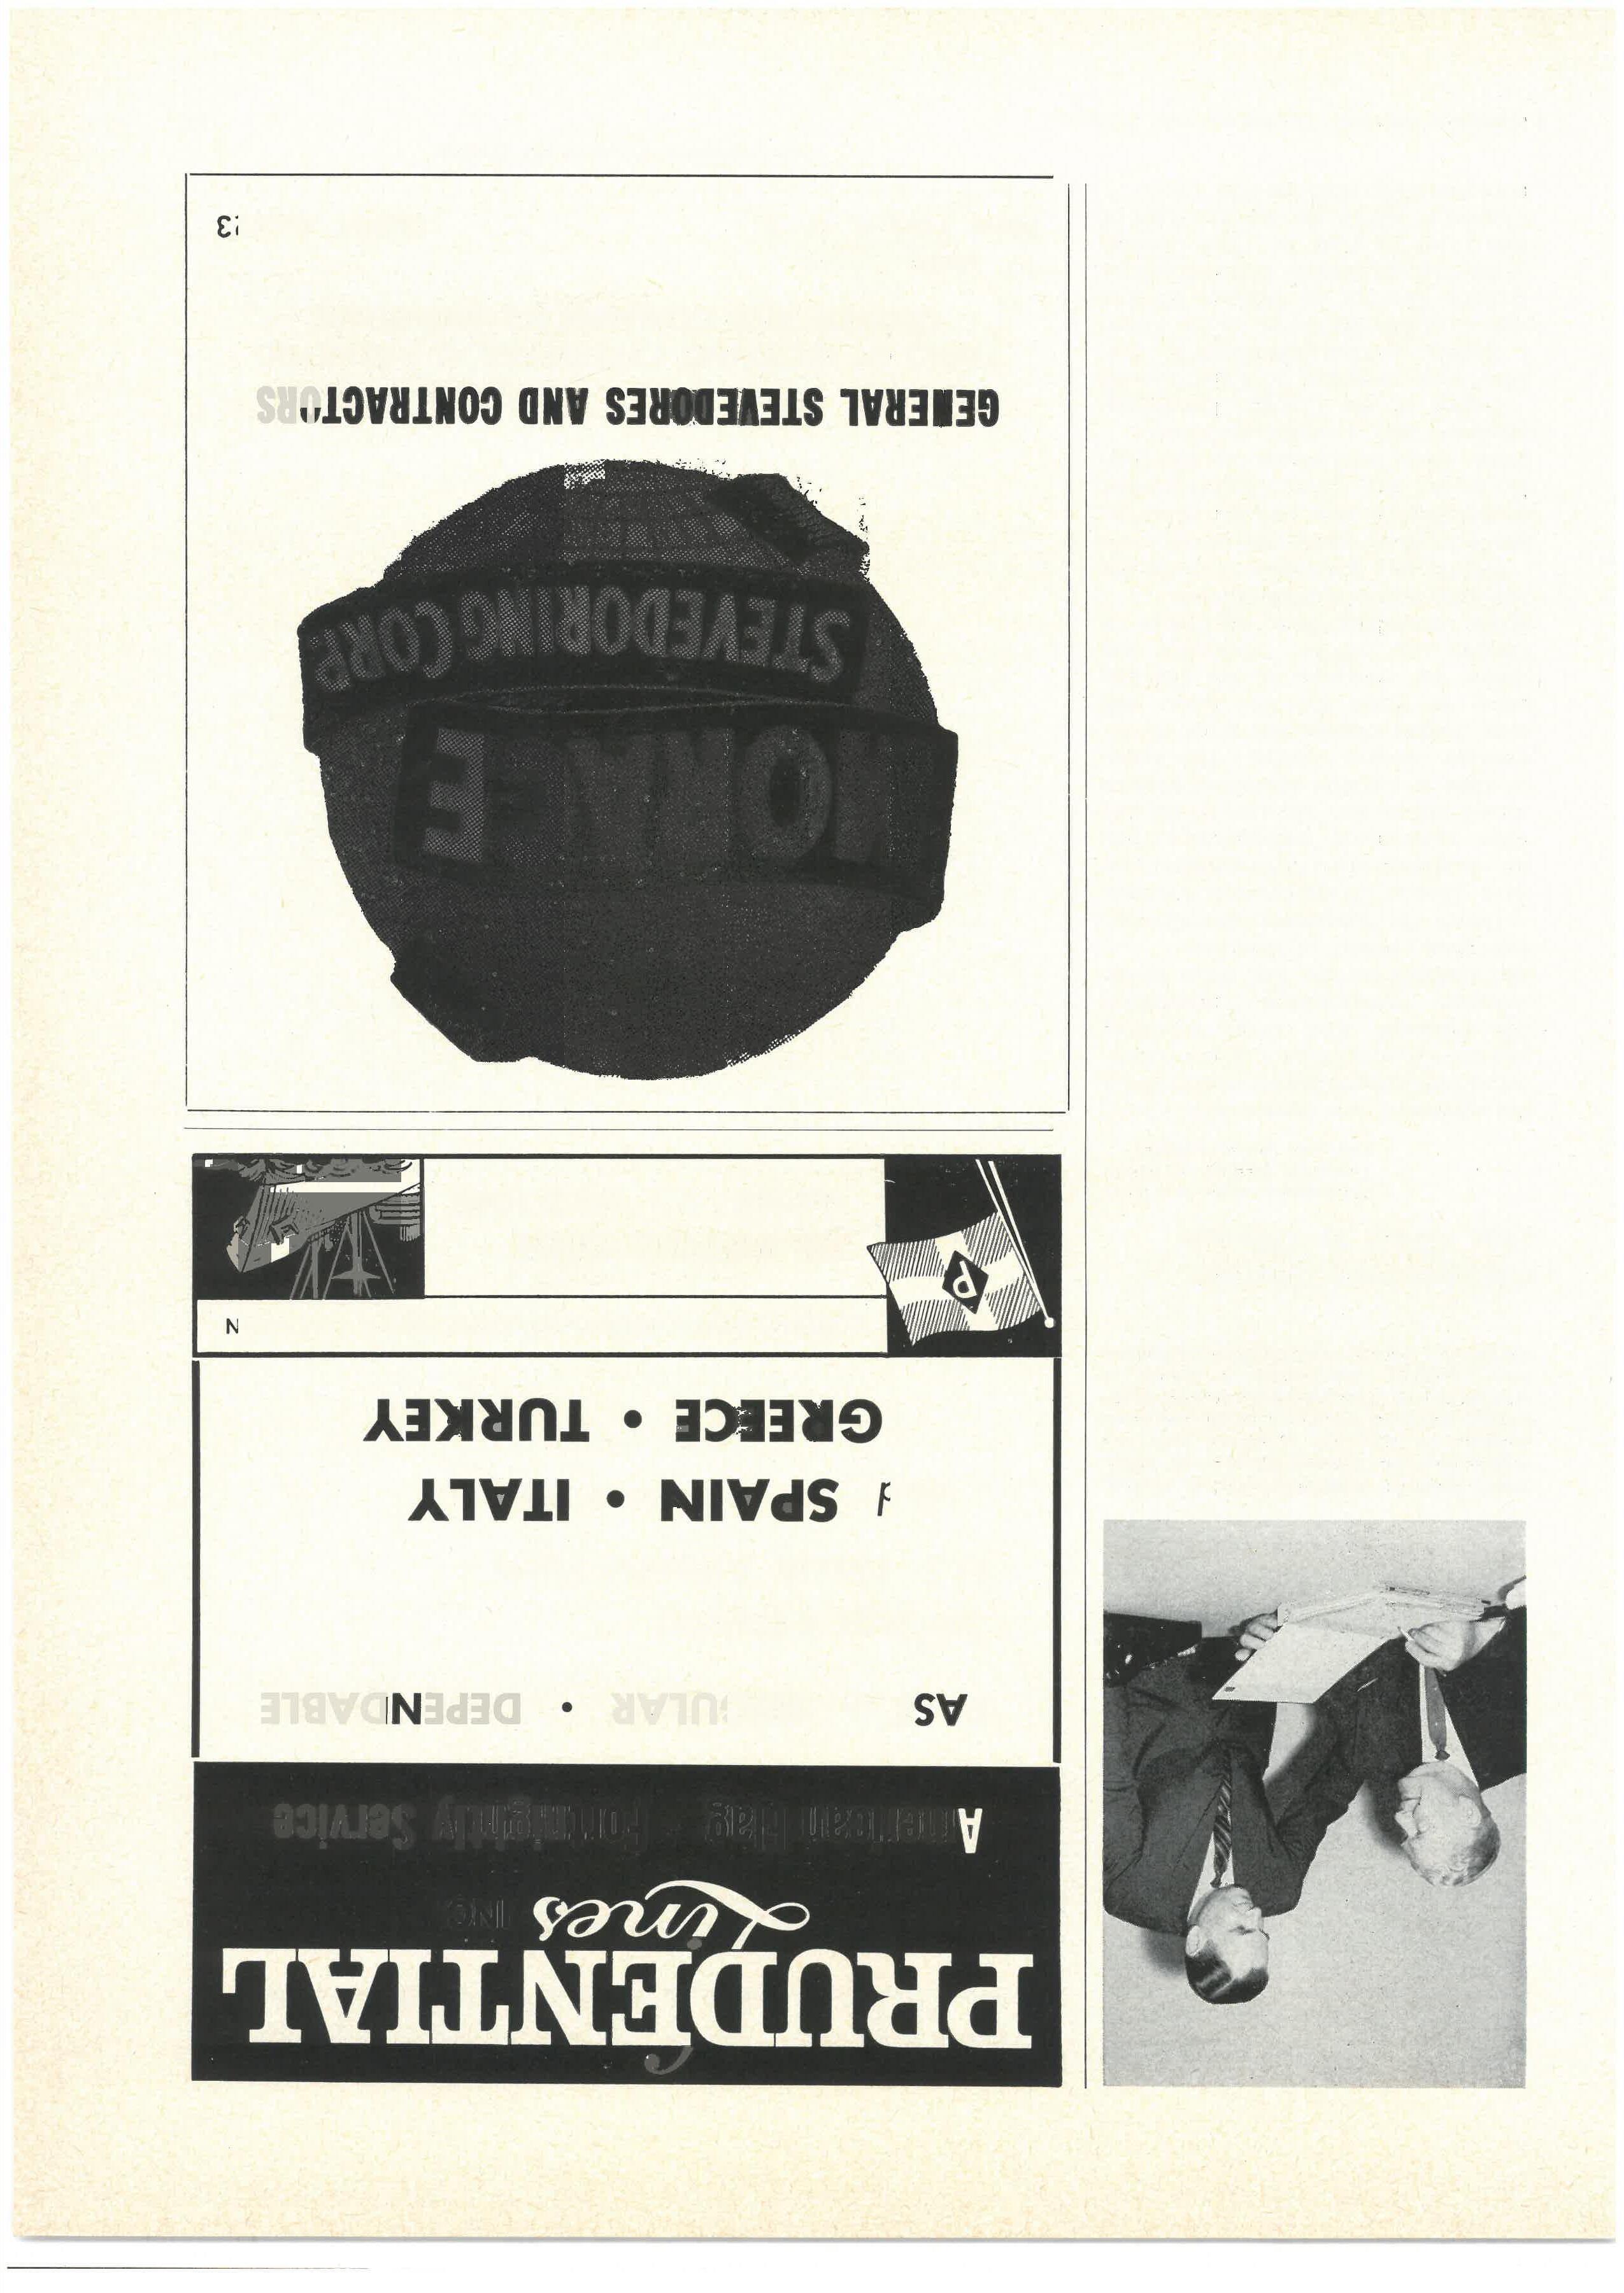 PRUDENTIAL
Lines INC.
American Flag Fortnightly Service
AS • DEPENDABLE
SPAIN • ITALY
GREECE • TURKEY
P
STEVEDORING CORP.
GENERAL STEVEDORES AND CONTRACTORS